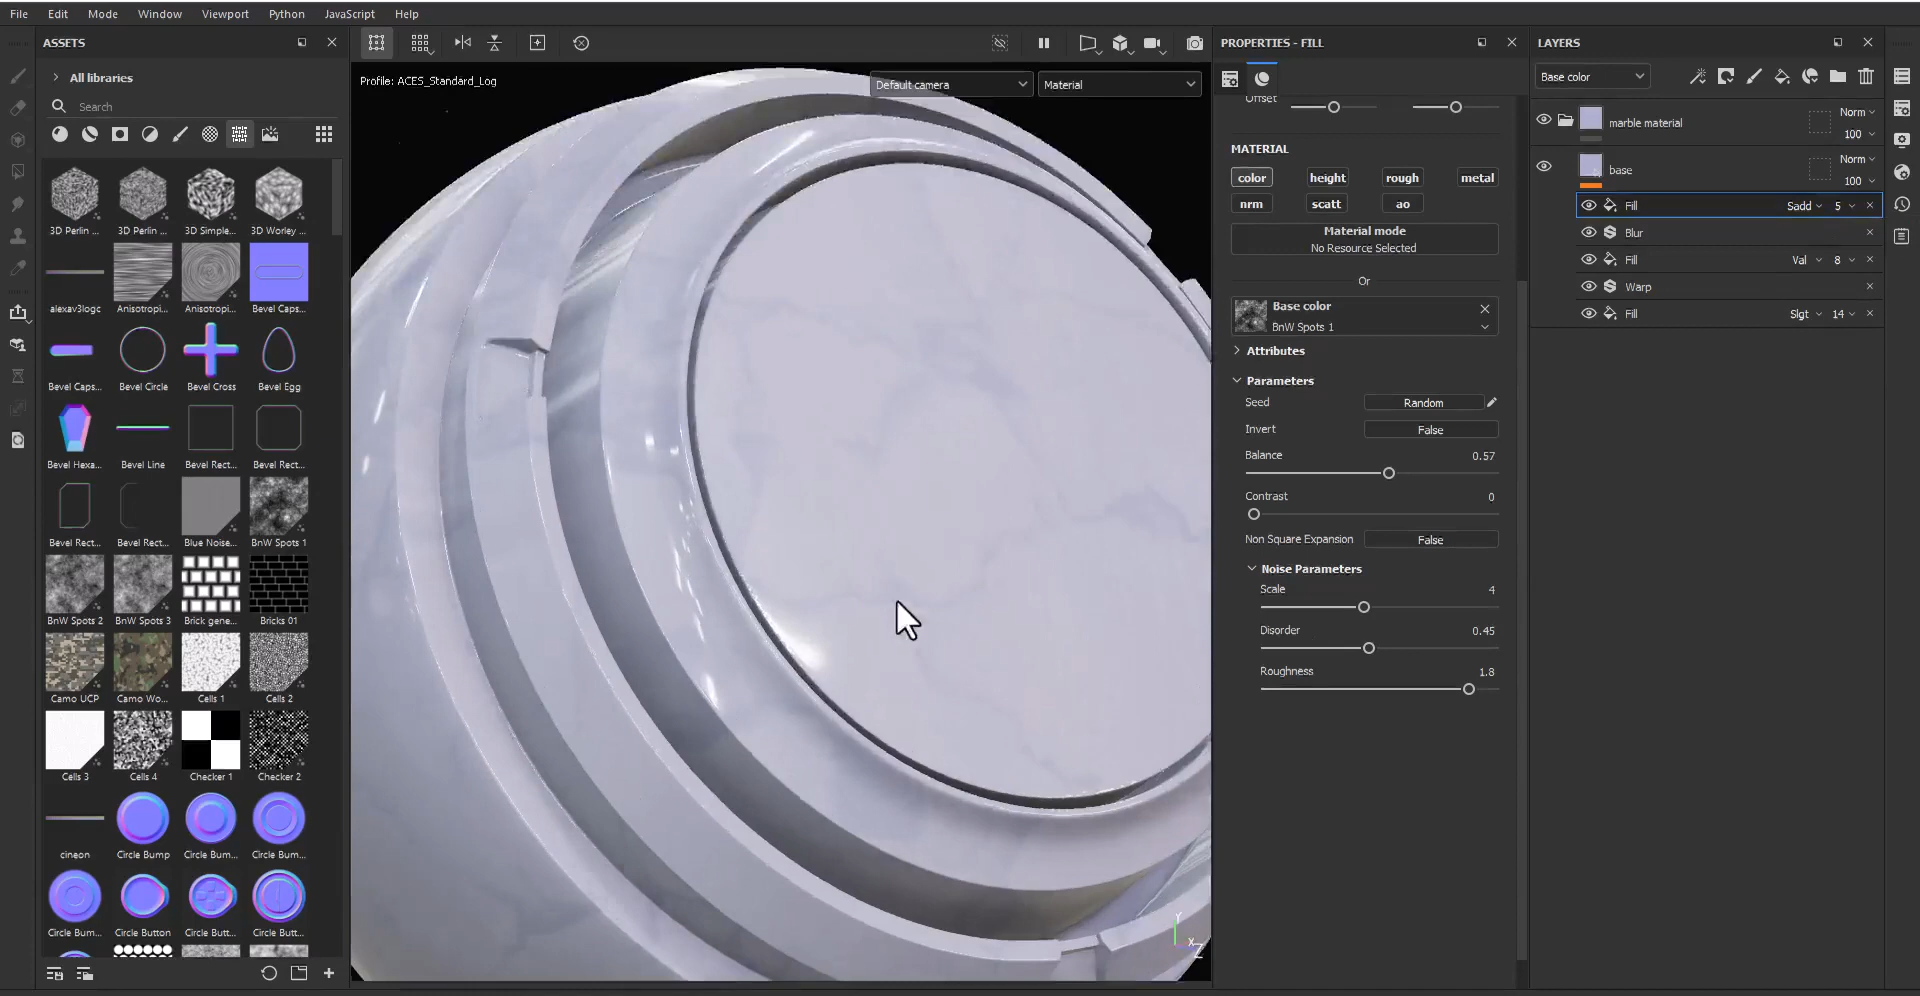 File Edit Mode Window Viewport Python JavaScript Help
ASSETS
All libraries
Search
3D Perlin ... 3D Perlin ... 3D Simple... 3D Worley ...
alexav3logc Anisotropi... Anisotropi... Bevel Caps...
Bevel Caps... Bevel Circle Bevel Cross Bevel Egg
Bevel Hexa... Bevel Line Bevel Rect... Bevel Rect...
Bevel Rect... Bevel Rect... Blue Noise... BnW Spots 1
BnW Spots 2 BnW Spots 3 Brick gene... Bricks 01
Camo UCP Camo Wo... Cells 1 Cells 2
Cells 3 Cells 4 Checker 1 Checker 2
cineon Circle Bump Circle Bum... Circle Bum...
Circle Bum... Circle Button Circle Butt... Circle Butt...
Profile: ACES_Standard_Log
Default camera
Material
Y
X
Z
PROPERTIES - FILL
Offset
MATERIAL
color height rough metal
nrm scatt ao
Material mode
No Resource Selected
Or
Base color
BnW Spots 1
Attributes
Parameters
Seed Random
Invert False
Balance 0.57
Contrast 0
Non Square Expansion False
Noise Parameters
Scale 4
Disorder 0.45
Roughness 1.8
LAYERS
Base color
marble material Norm
100
base Norm
100
Fill Sadd 5
Blur
Fill Val 8
Warp
Fill Slgt 14